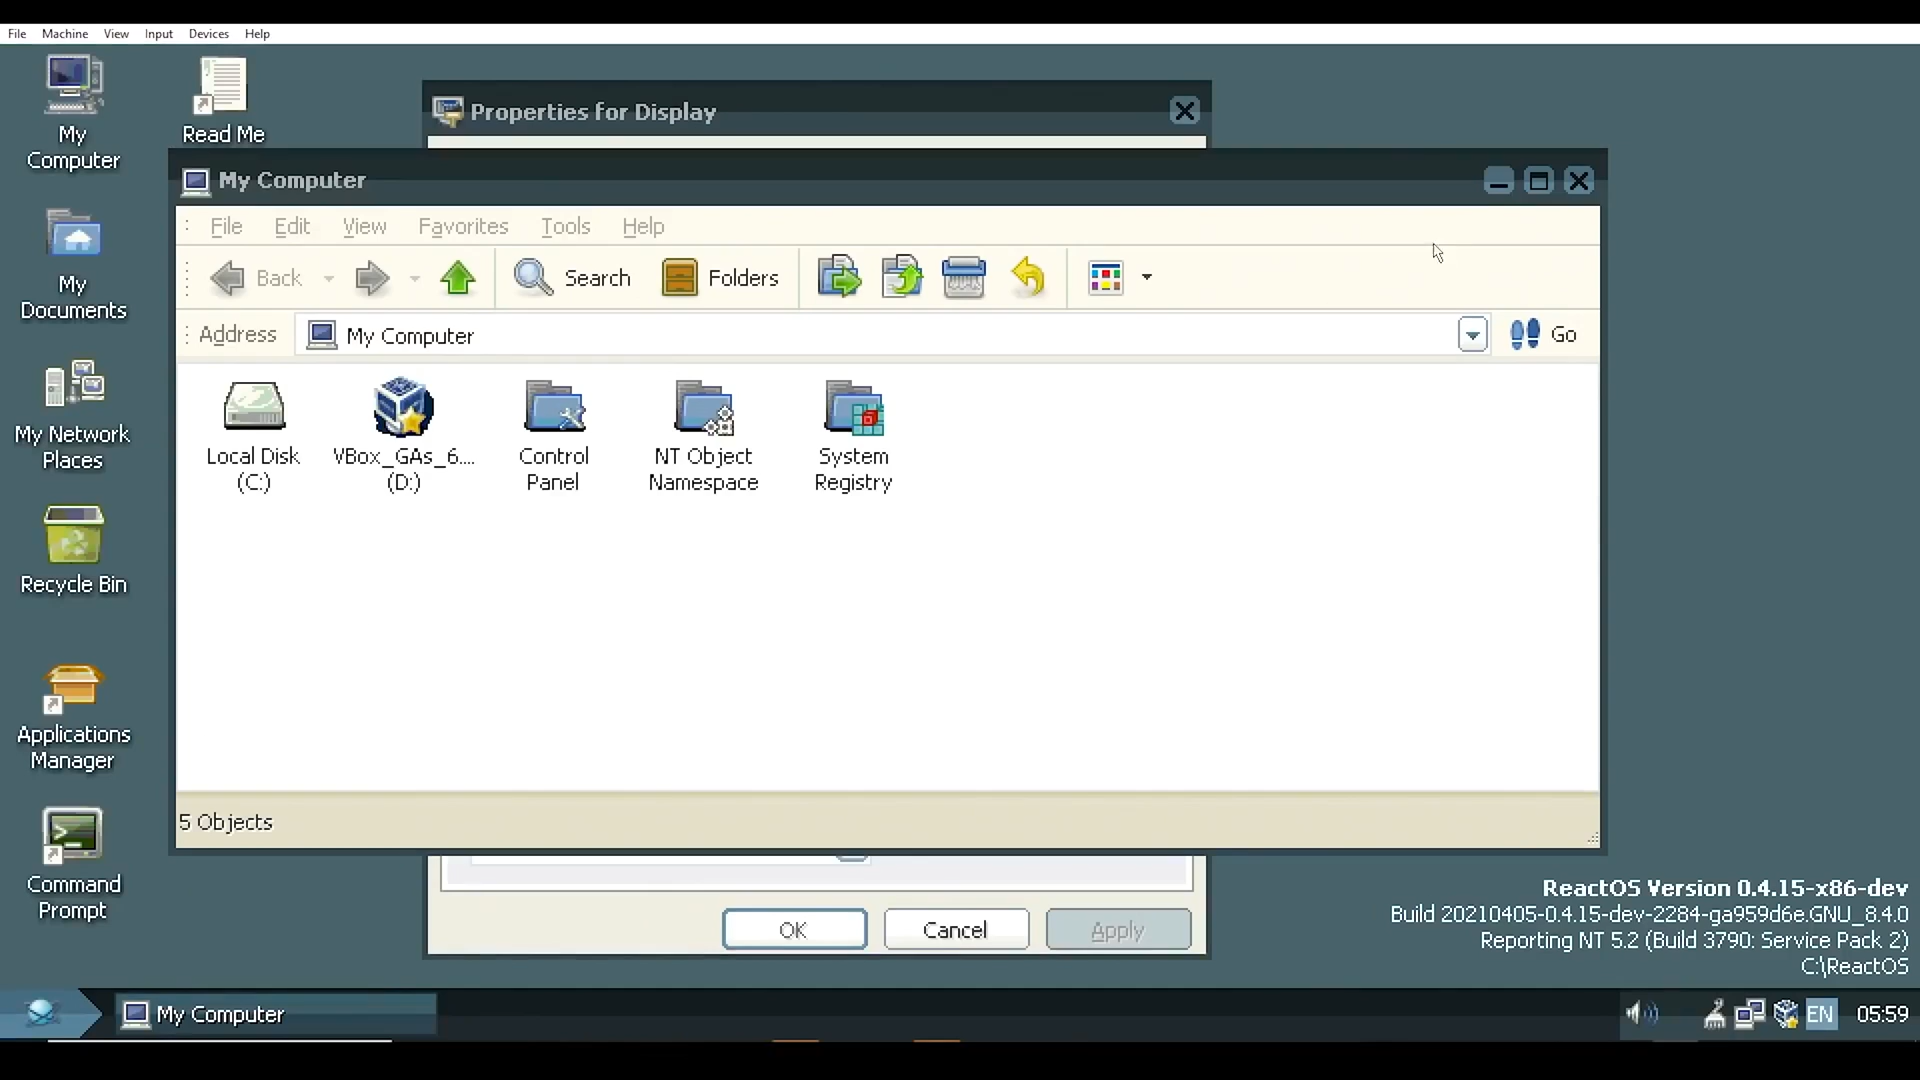 File Machine View Input Devices Help
My
Computer
Read Me
My
Documents
My Network
Places
Recycle Bin
Applications
Manager
Command
Prompt
Properties for Display
My Computer
File Edit View Favorites Tools Help
Back Search Folders
Address My Computer Go
Local Disk
(C:)
VBox_GAs_6....
(D:)
Control
Panel
NT Object
Namespace
System
Registry
5 Objects
OK Cancel Apply
ReactOS Version 0.4.15-x86-dev
Build 20210405-0.4.15-dev-2284-ga959d6e.GNU_8.4.0
Reporting NT 5.2 (Build 3790: Service Pack 2)
C:\ReactOS
My Computer EN 05:59